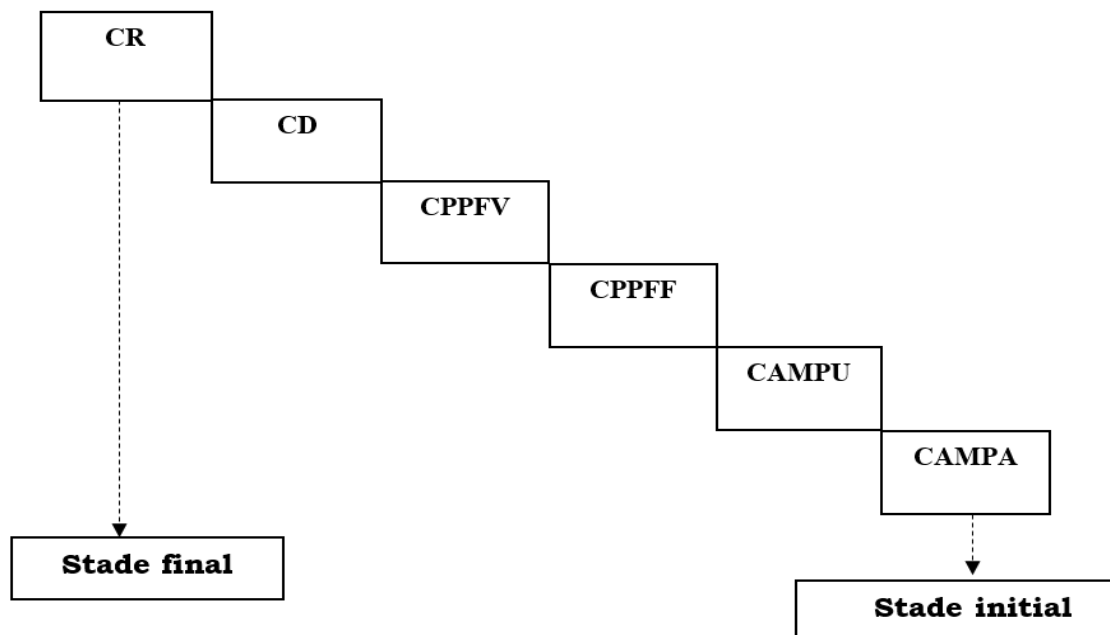 CR
CD
CPPFV
CPPFF
CAMPU
CAMPA
Stade final
Stade initial